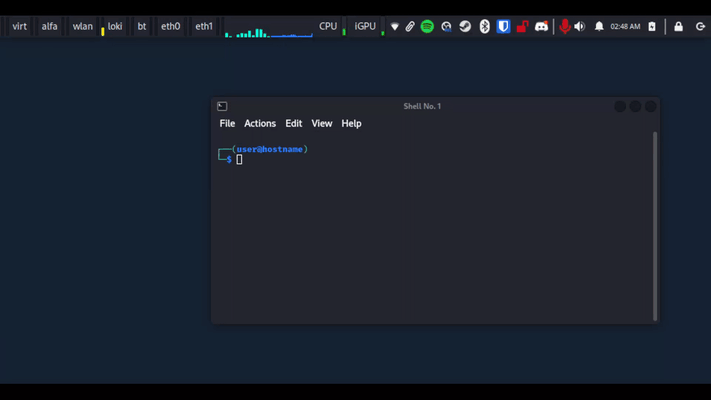 virt alfa wlan loki bt eth0 eth1 CPU iGPU 02:48 AM
Shell No. 1
File Actions Edit View Help
(user@hostname)
$